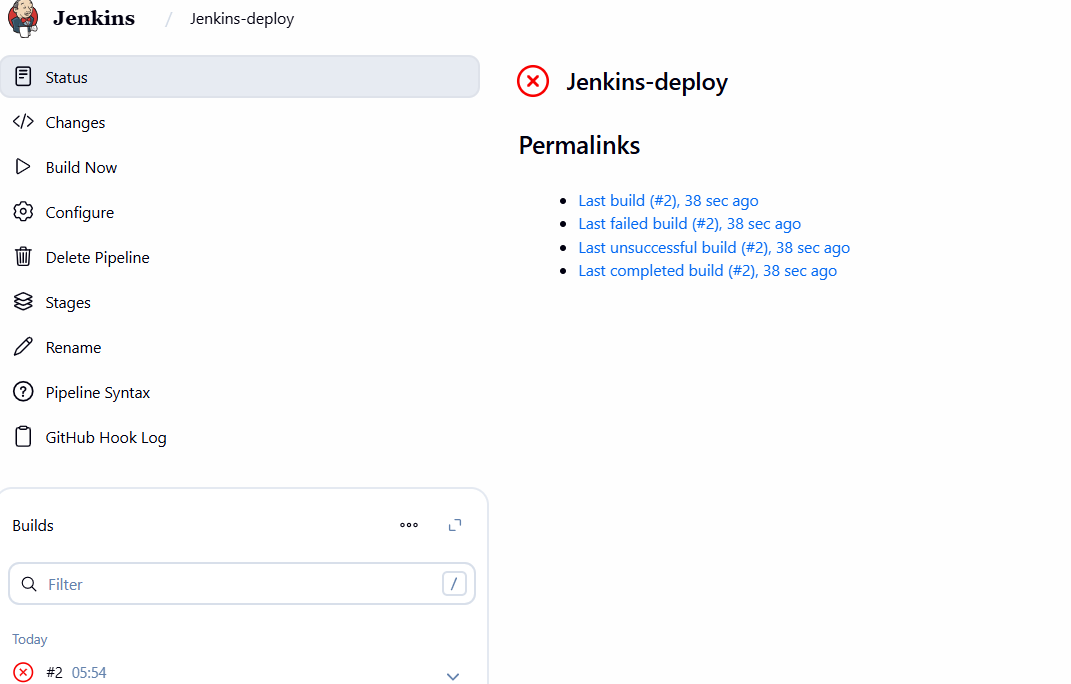 Jenkins / Jenkins-deploy
Status
Changes
Build Now
Configure
Delete Pipeline
Stages
Rename
Pipeline Syntax
GitHub Hook Log
Builds
Filter /
Today
#2 05:54
Jenkins-deploy
Permalinks
• Last build (#2), 38 sec ago
• Last failed build (#2), 38 sec ago
• Last unsuccessful build (#2), 38 sec ago
• Last completed build (#2), 38 sec ago